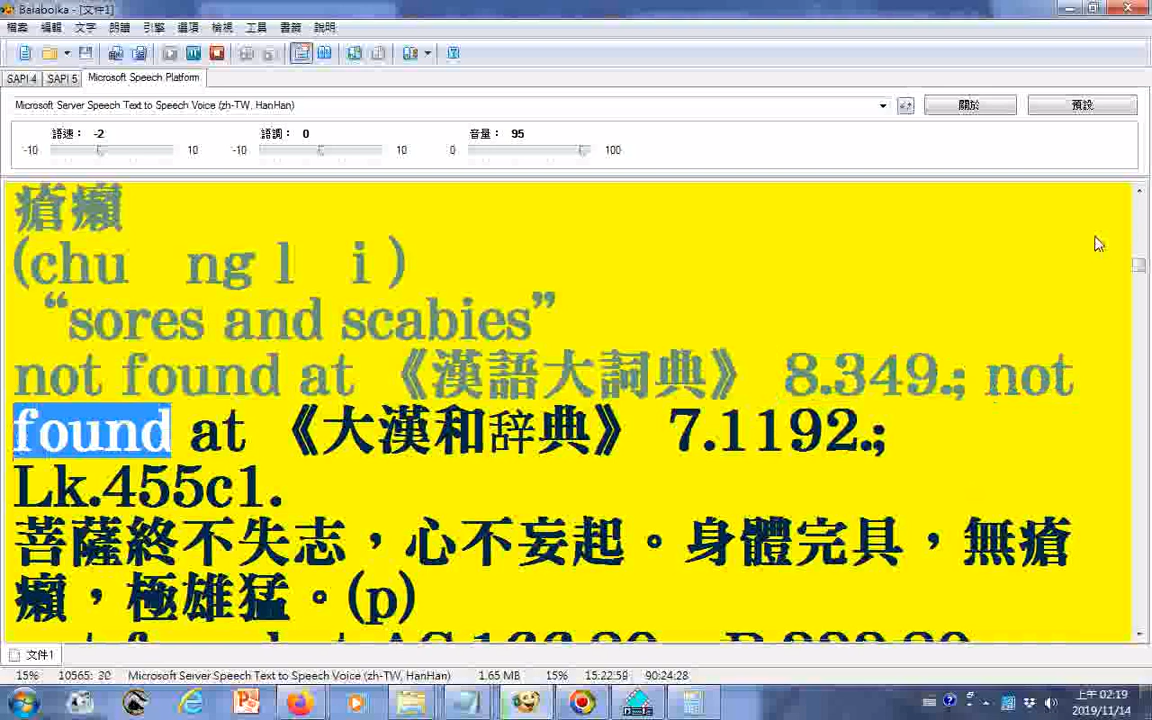 Balabolka - [文件1]
檔案 編輯 文字 朗讀 引擎 選項 檢視 工具 書籤 說明
SAPI 4 SAPI 5 Microsoft Speech Platform
Microsoft Server Speech Text to Speech Voice (zh-TW, HanHan) 關於 預設
語速： -2 語調： 0 音量： 95
-10 10 -10 10 0 100
瘡癩
(chu ng l i )
“sores and scabies”
not found at 《漢語大詞典》 8.349.; not
found at 《大漢和辞典》 7.1192.;
Lk.455c1.
菩薩終不失志，心不妄起。身體完具，無瘡
癩，極雄猛。(p)
文件1
15% 10565: 30 Microsoft Server Speech Text to Speech Voice (zh-TW, HanHan) 1.65 MB 15% 15:22:59 90:24:28
上午 02:19
2019/11/14